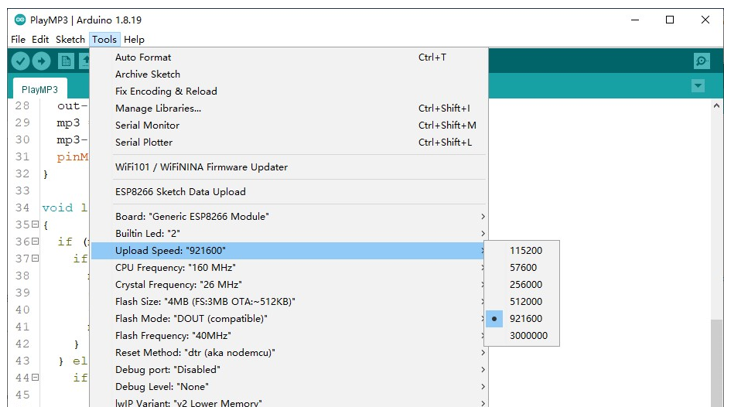 PlayMP3 | Arduino 1.8.19
File Edit Sketch Tools Help
PlayMP3
Auto Format Ctrl+T
Archive Sketch
Fix Encoding & Reload
Manage Libraries... Ctrl+Shift+I
Serial Monitor Ctrl+Shift+M
Serial Plotter Ctrl+Shift+L
WiFi101 / WiFiNINA Firmware Updater
ESP8266 Sketch Data Upload
Board: "Generic ESP8266 Module"
Builtin Led: "2"
Upload Speed: "921600"
CPU Frequency: "160 MHz"
Crystal Frequency: "26 MHz"
Flash Size: "4MB (FS:3MB OTA:~512KB)"
Flash Mode: "DOUT (compatible)"
Flash Frequency: "40MHz"
Reset Method: "dtr (aka nodemcu)"
Debug port: "Disabled"
Debug Level: "None"
lwIP Variant: "v2 Lower Memory"
115200
57600
256000
512000
921600
3000000
28 out-
29 mp3
30 mp3-
31 pinM
32 }
33
34 void l
35 {
36 if (
37 if
38
39
40
41
42 }
43 } el
44 if
45